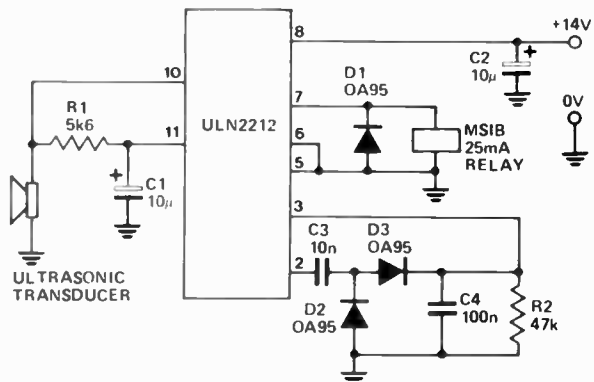 8
+14V
C2
10μ
+
10
D1
OA95
R1
5k6
7
0V
11
ULN2212
MSIB
25mA
RELAY
6
+
C1
10μ
5
3
C3
10n
D3
OA95
2
ULTRASONIC
TRANSDUCER
D2
OA95
C4
100n
R2
47k